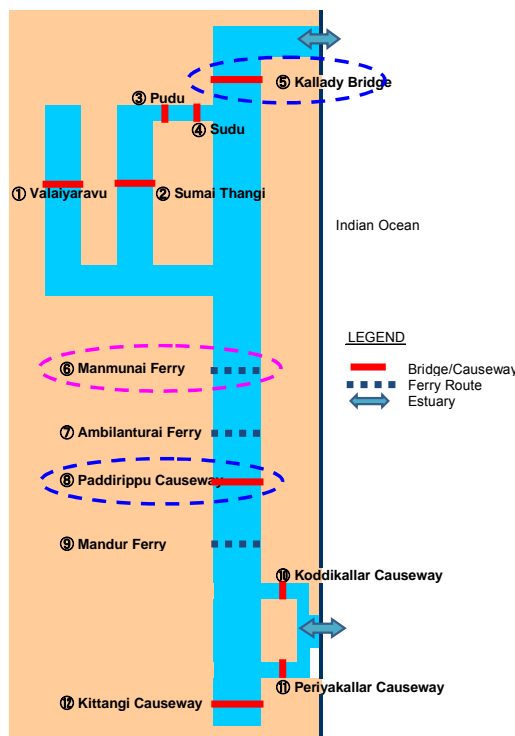 ③ Pudu
⑤ Kallady Bridge
④ Sudu
① Valaiyaravu
② Sumai Thangi
Indian Ocean
LEGEND
Bridge/Causeway
Ferry Route
Estuary
⑥ Manmunai Ferry
⑦ Ambilanturai Ferry
⑧ Paddirippu Causeway
⑨ Mandur Ferry
⑩ Koddikallar Causeway
⑪ Periyakallar Causeway
⑫ Kittangi Causeway